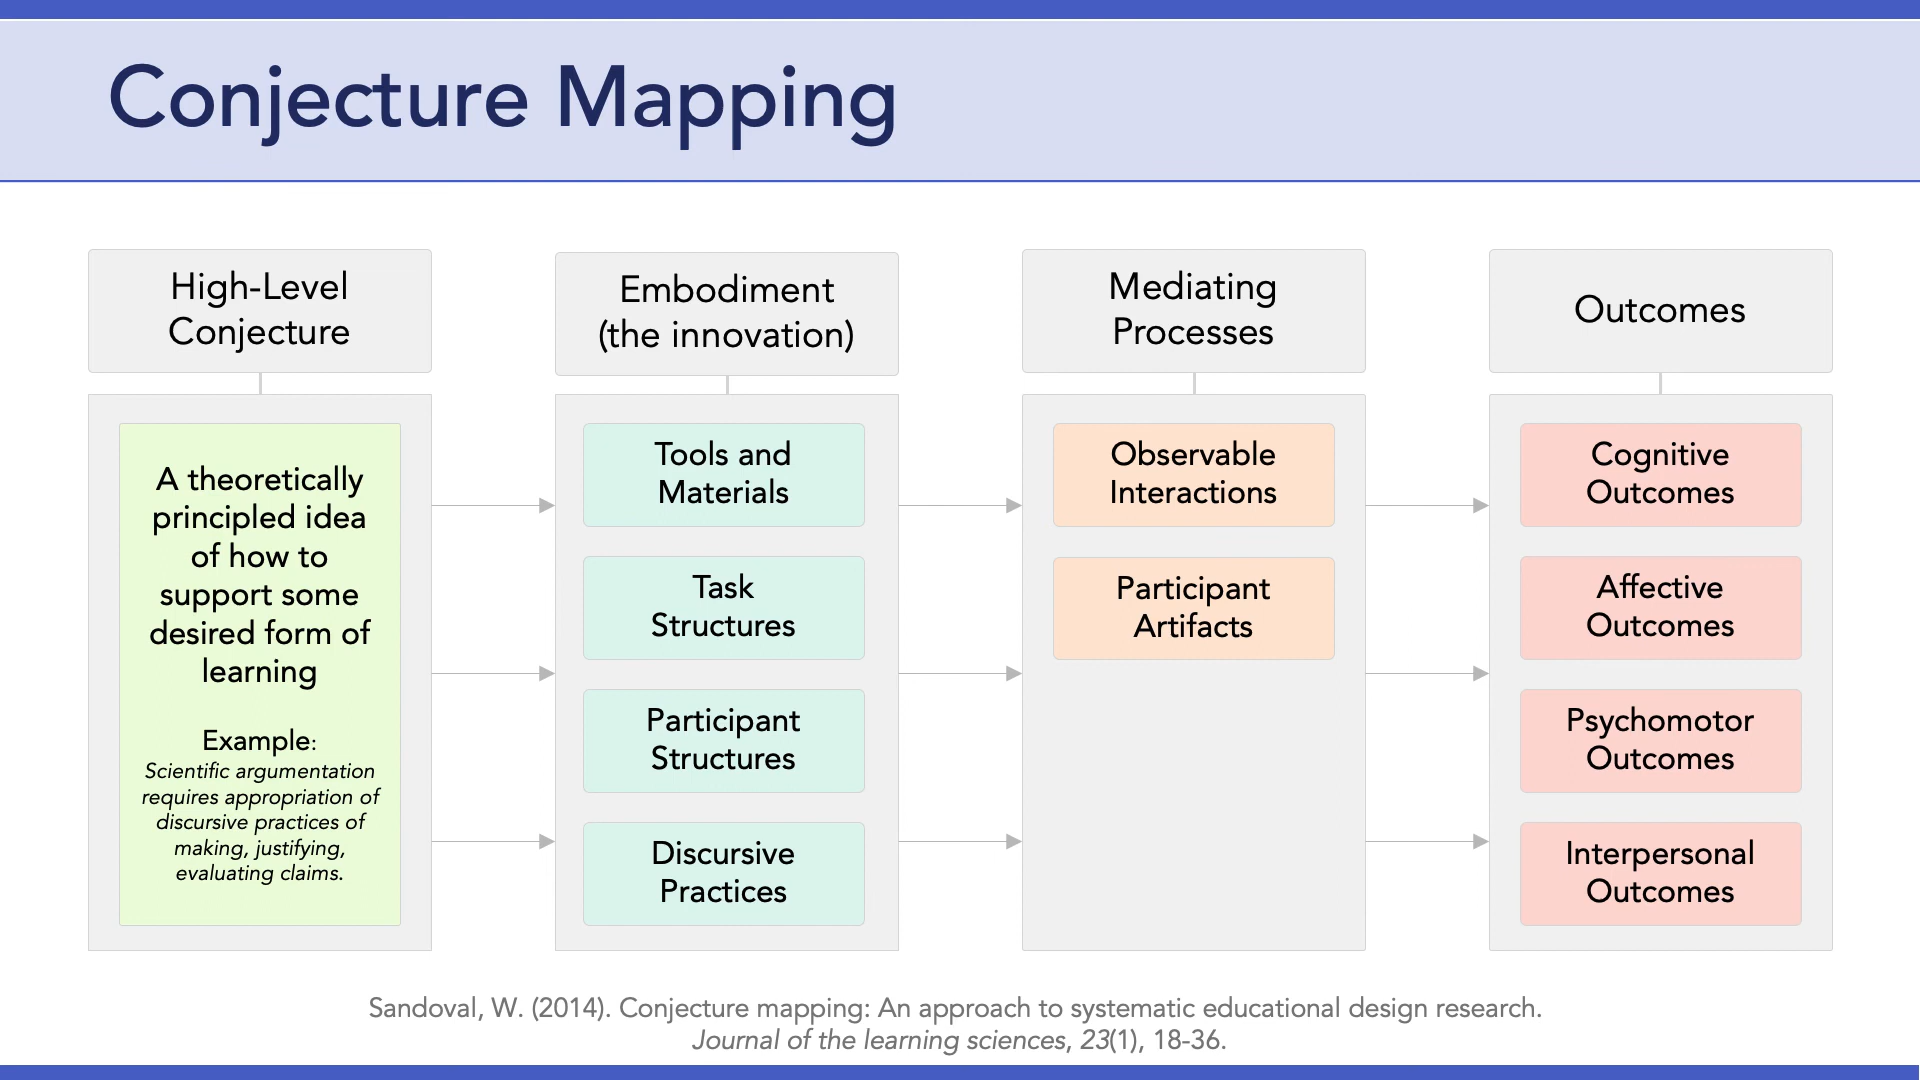 Conjecture Mapping
High-Level
Conjecture
A theoretically
principled idea
of how to
support some
desired form of
learning
Example:
Scientific argumentation
requires appropriation of
discursive practices of
making, justifying,
evaluating claims.
Embodiment
(the innovation)
Tools and
Materials
Task
Structures
Participant
Structures
Discursive
Practices
Mediating
Processes
Observable
Interactions
Participant
Artifacts
Outcomes
Cognitive
Outcomes
Affective
Outcomes
Psychomotor
Outcomes
Interpersonal
Outcomes
Sandoval, W. (2014). Conjecture mapping: An approach to systematic educational design research.
Journal of the learning sciences, 23(1), 18-36.